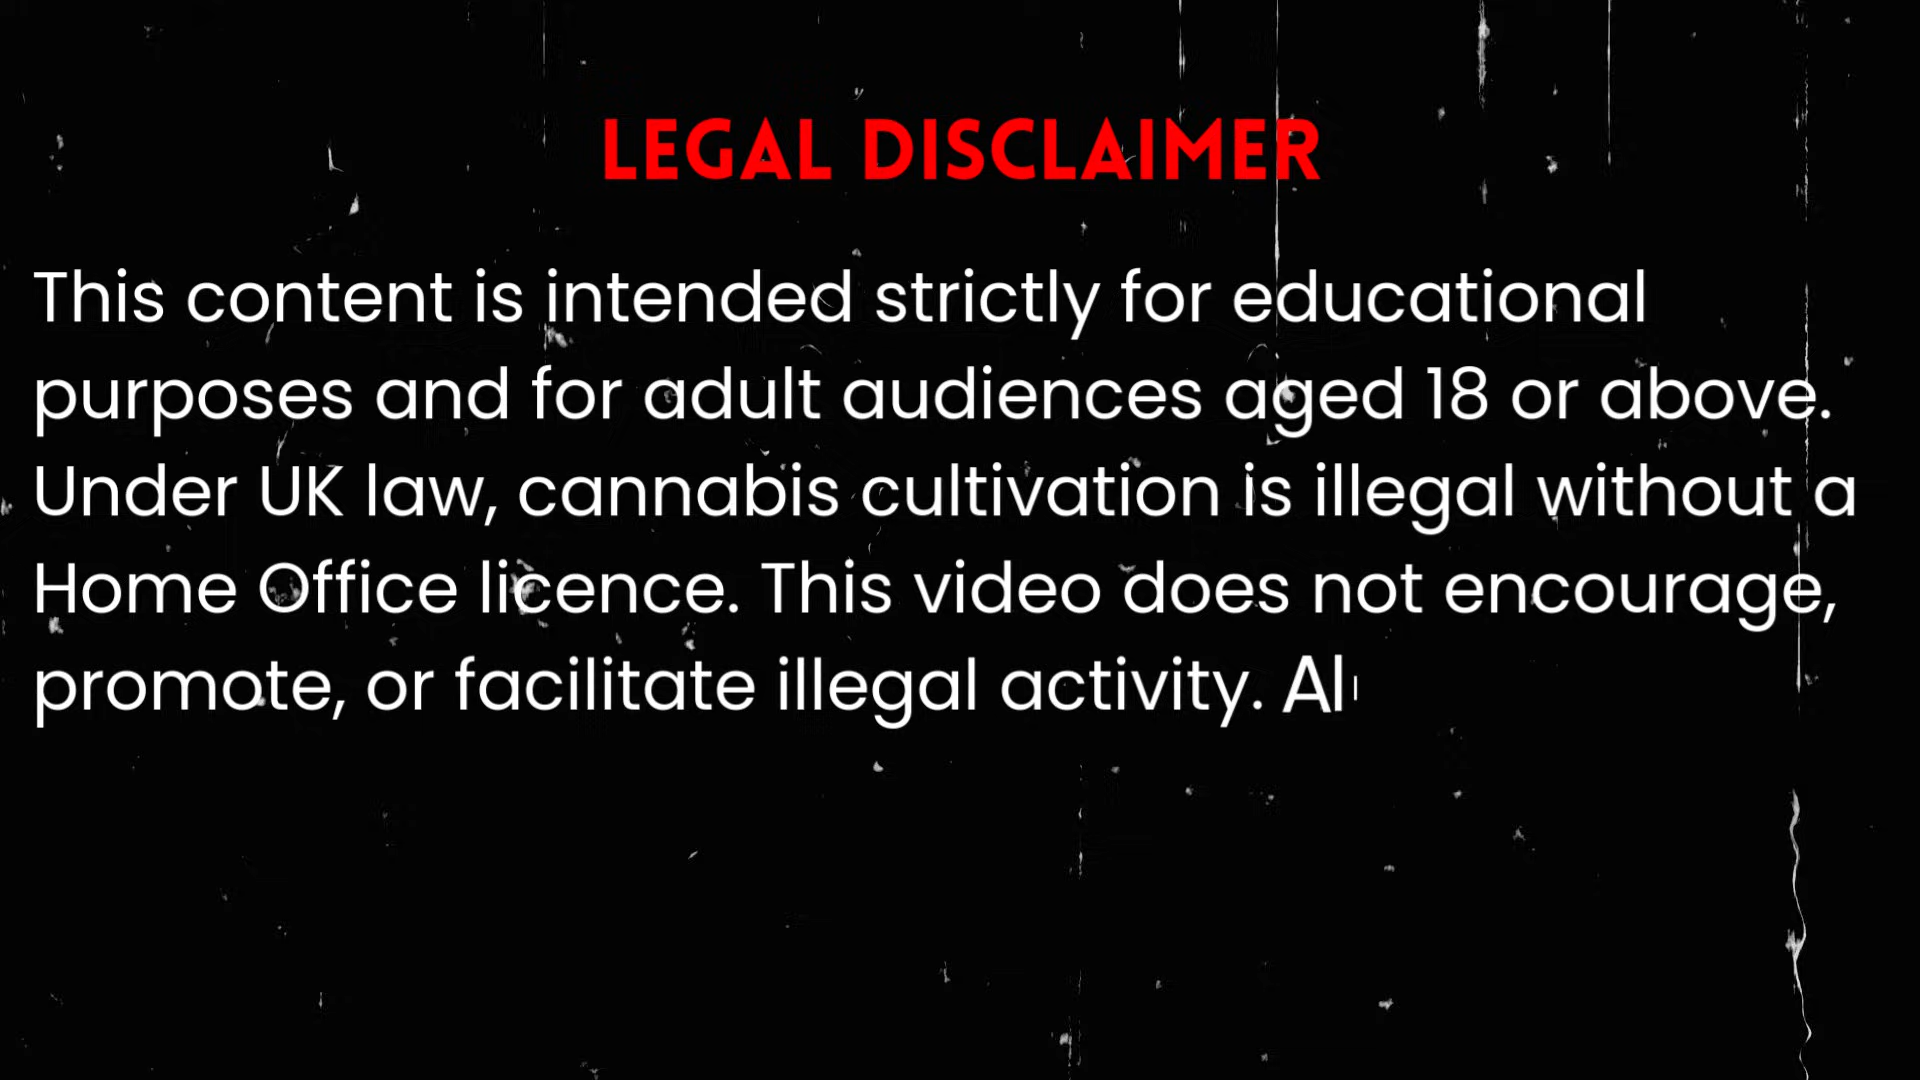 LEGAL DISCLAIMER
This content is intended strictly for educational
purposes and for adult audiences aged 18 or above.
Under UK law, cannabis cultivation is illegal without a
Home Office licence. This video does not encourage,
promote, or facilitate illegal activity. Al